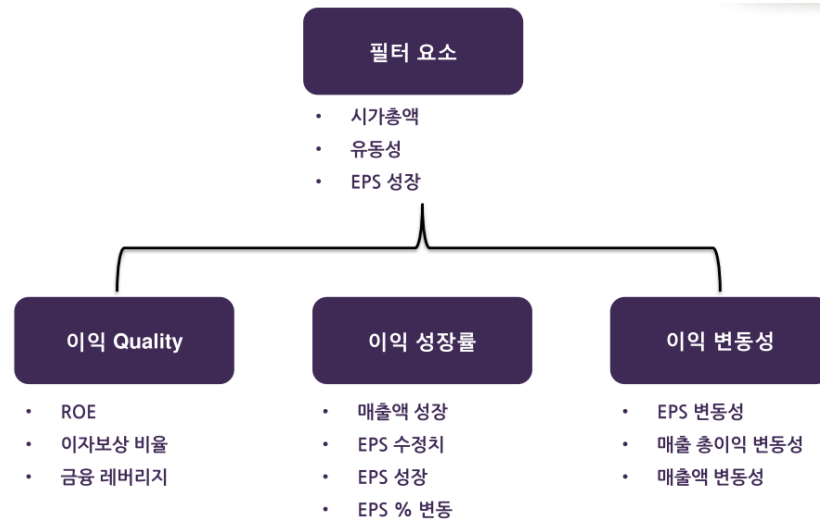 필터 요소
• 시가총액
• 유동성
• EPS 성장
이익 Quality
• ROE
• 이자보상 비율
• 금융 레버리지
이익 성장률
• 매출액 성장
• EPS 수정치
• EPS 성장
• EPS % 변동
이익 변동성
• EPS 변동성
• 매출 총이익 변동성
• 매출액 변동성